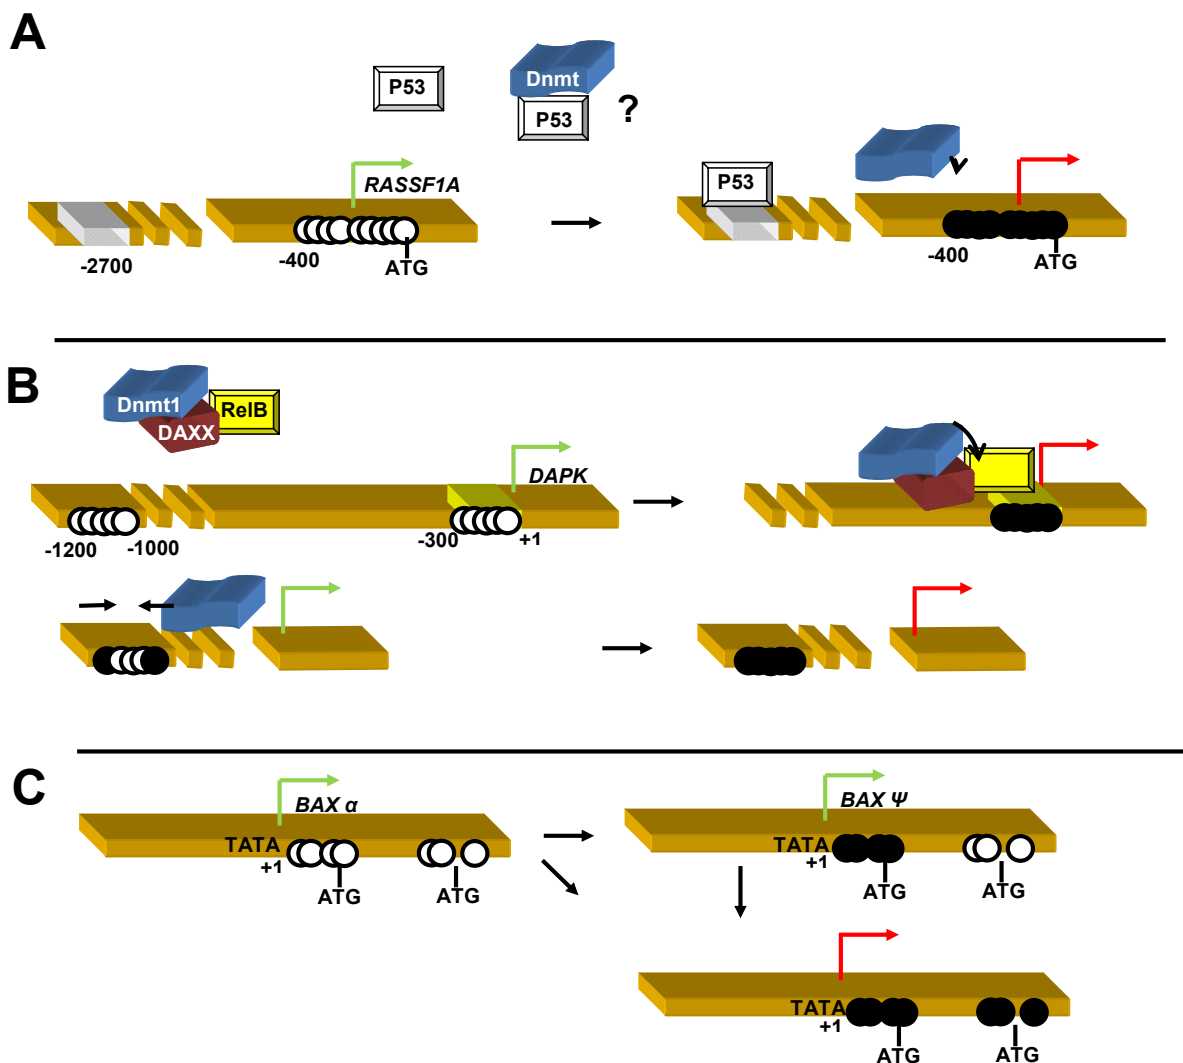 A
P53
Dnmt
P53
?
RASSF1A
-2700
-400
ATG
P53
-400
ATG
B
Dnmt1
RelB
DAXX
DAPK
-1200
-1000
-300
+1
C
BAX α
TATA
+1
ATG
ATG
BAX Ψ
TATA
+1
ATG
ATG
TATA
+1
ATG
ATG